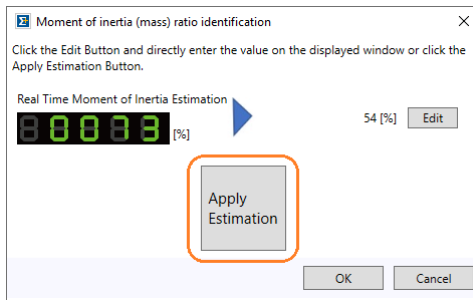 Moment of inertia (mass) ratio identification
Click the Edit Button and directly enter the value on the displayed window or click the
Apply Estimation Button.
Real Time Moment of Inertia Estimation
0073 [%]
54 [%] Edit
Apply
Estimation
OK Cancel